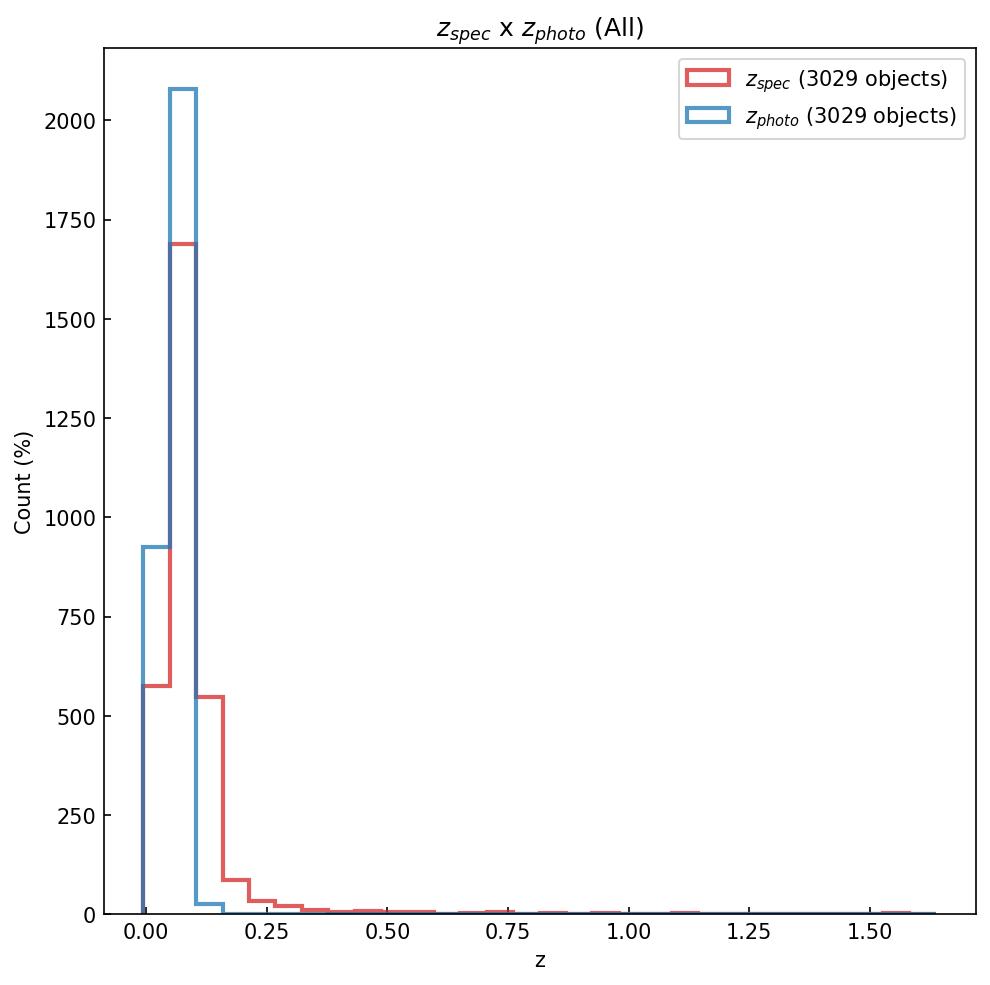 z_spec x z_photo (All)
z_spec (3029 objects)
z_photo (3029 objects)
Count (%)
2000
1750
1500
1250
1000
750
500
250
0
0.00 0.25 0.50 0.75 1.00 1.25 1.50
z